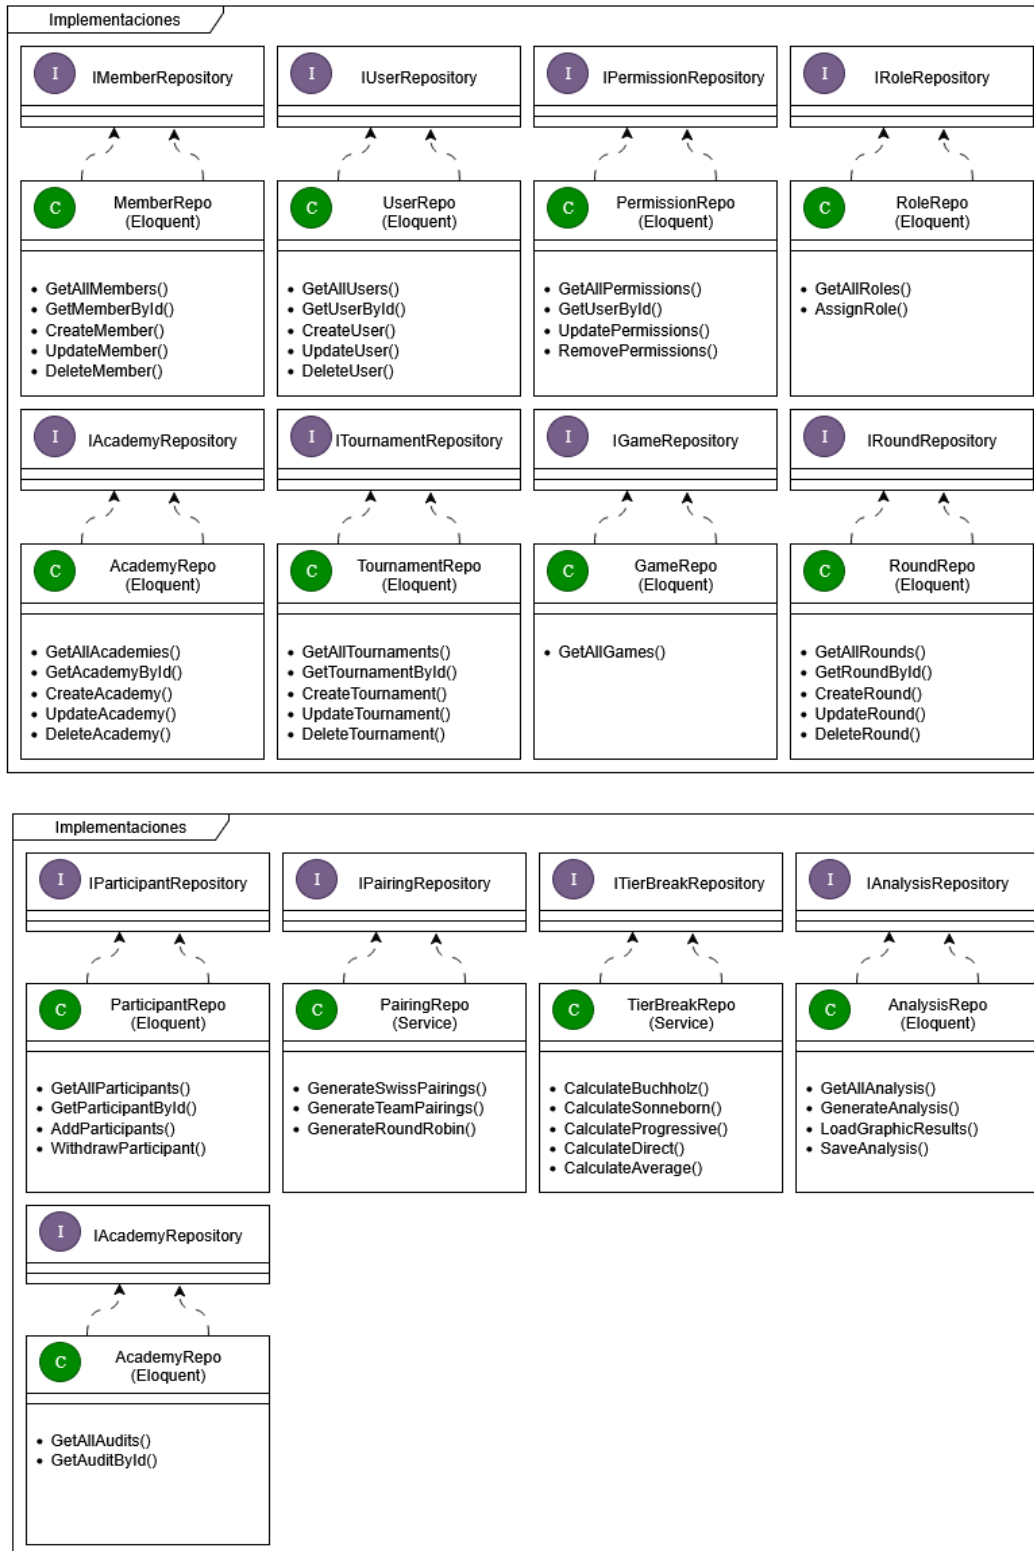 Implementaciones
I
IMemberRepository
I
IUserRepository
I
IPermissionRepository
I
IRoleRepository
C
MemberRepo
(Eloquent)
• GetAllMembers()
• GetMemberById()
• CreateMember()
• UpdateMember()
• DeleteMember()
C
UserRepo
(Eloquent)
• GetAllUsers()
• GetUserById()
• CreateUser()
• UpdateUser()
• DeleteUser()
C
PermissionRepo
(Eloquent)
• GetAllPermissions()
• GetUserById()
• UpdatePermissions()
• RemovePermissions()
C
RoleRepo
(Eloquent)
• GetAllRoles()
• AssignRole()
I
IAcademyRepository
I
ITournamentRepository
I
IGameRepository
I
IRoundRepository
C
AcademyRepo
(Eloquent)
• GetAllAcademies()
• GetAcademyById()
• CreateAcademy()
• UpdateAcademy()
• DeleteAcademy()
C
TournamentRepo
(Eloquent)
• GetAllTournaments()
• GetTournamentById()
• CreateTournament()
• UpdateTournament()
• DeleteTournament()
C
GameRepo
(Eloquent)
• GetAllGames()
C
RoundRepo
(Eloquent)
• GetAllRounds()
• GetRoundById()
• CreateRound()
• UpdateRound()
• DeleteRound()
Implementaciones
I
IParticipantRepository
I
IPairingRepository
I
ITierBreakRepository
I
IAnalysisRepository
C
ParticipantRepo
(Eloquent)
• GetAllParticipants()
• GetParticipantById()
• AddParticipants()
• WithdrawParticipant()
C
PairingRepo
(Service)
• GenerateSwissPairings()
• GenerateTeamPairings()
• GenerateRoundRobin()
C
TierBreakRepo
(Service)
• CalculateBuchholz()
• CalculateSonneborn()
• CalculateProgressive()
• CalculateDirect()
• CalculateAverage()
C
AnalysisRepo
(Eloquent)
• GetAllAnalysis()
• GenerateAnalysis()
• LoadGraphicResults()
• SaveAnalysis()
I
IAcademyRepository
C
AcademyRepo
(Eloquent)
• GetAllAudits()
• GetAuditById()